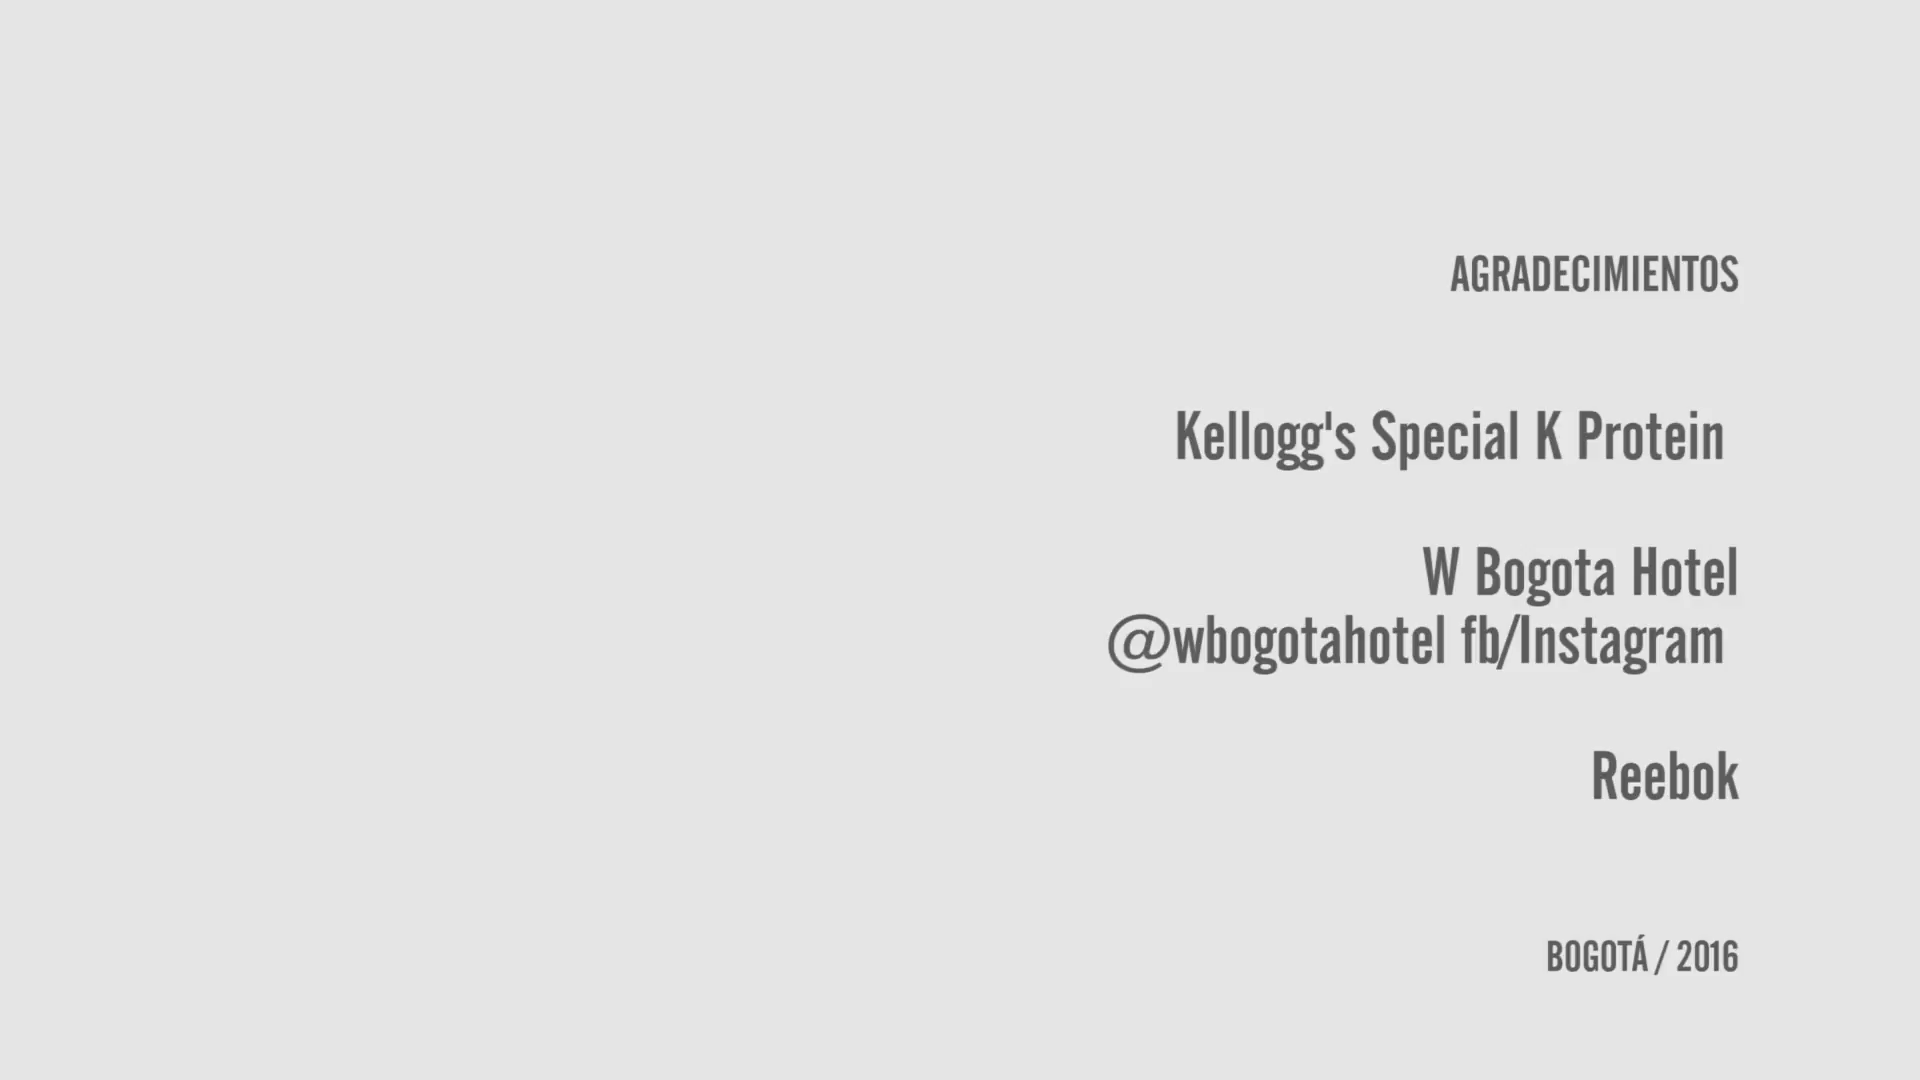 AGRADECIMIENTOS
Kellogg's Special K Protein
W Bogota Hotel
@wbogotahotel fb/Instagram
Reebok
BOGOTÁ / 2016